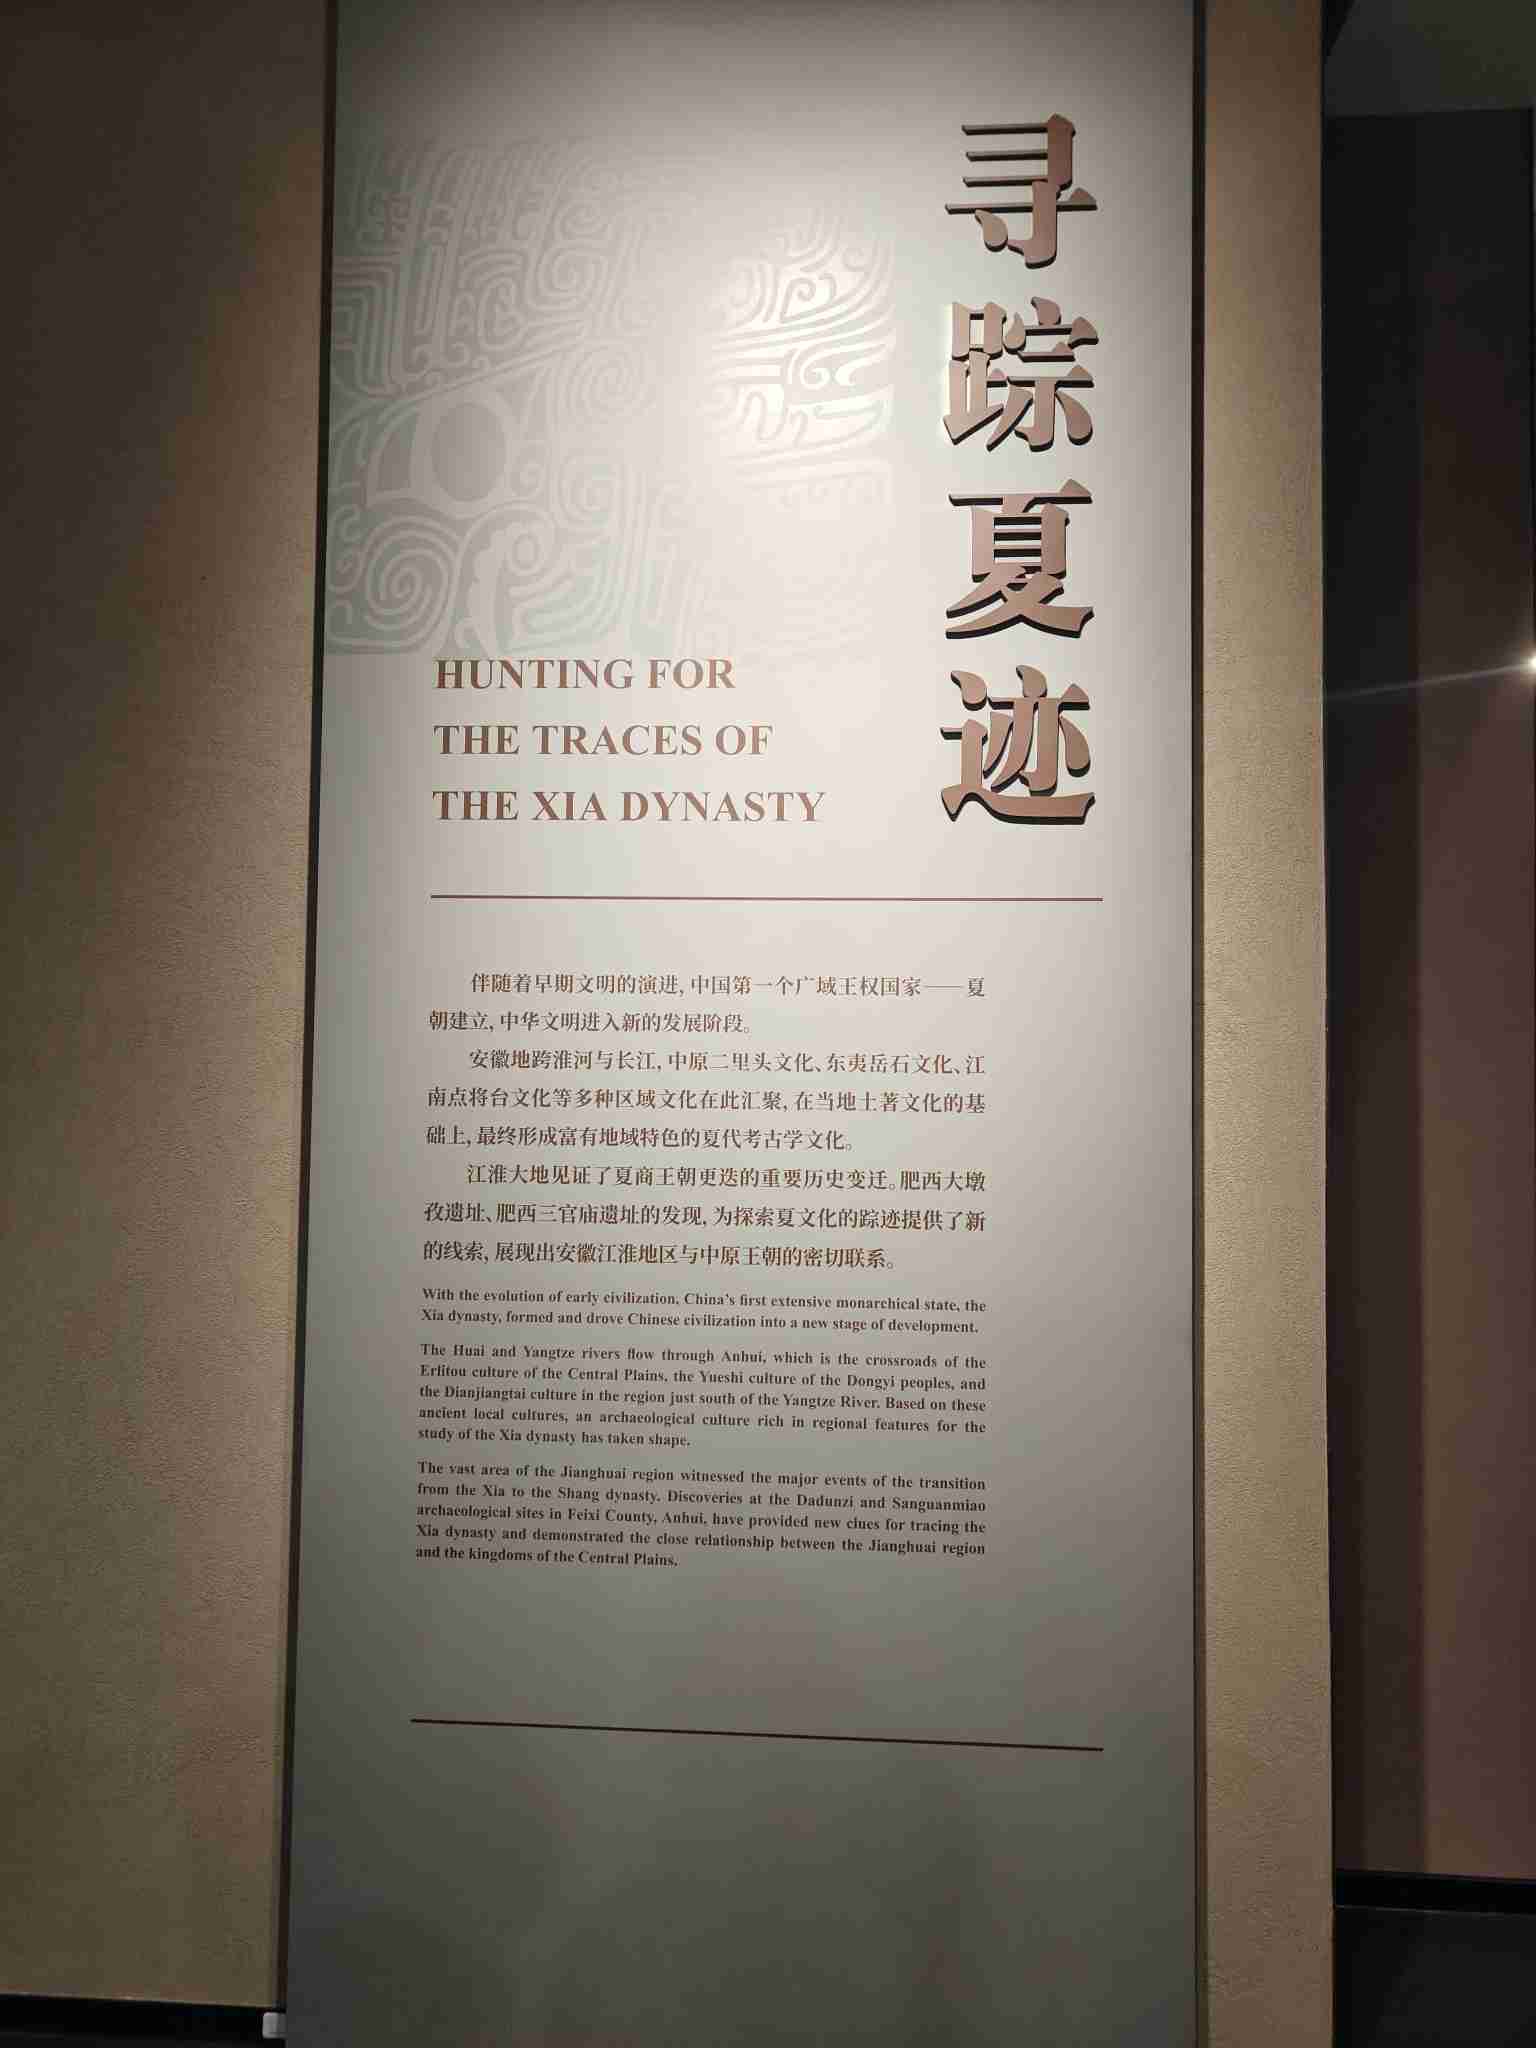 寻踪夏迹
HUNTING FOR
THE TRACES OF
THE XIA DYNASTY
伴随着早期文明的演进,中国第一个广域王权国家——夏
朝建立,中华文明进入新的发展阶段。
安徽地跨淮河与长江,中原二里头文化、东夷岳石文化、江
南点将台文化等多种区域文化在此汇聚,在当地土著文化的基
础上,最终形成富有地域特色的夏代考古学文化。
江淮大地见证了夏商王朝更迭的重要历史变迁。肥西大墩
孜遗址、肥西三官庙遗址的发现,为探索夏文化的踪迹提供了新
的线索,展现出安徽江淮地区与中原王朝的密切联系。
With the evolution of early civilization, China's first extensive monarchical state, the
Xia dynasty, formed and drove Chinese civilization into a new stage of development.
The Huai and Yangtze rivers flow through Anhui, which is the crossroads of the
Erlitou culture of the Central Plains, the Yueshi culture of the Dongyi peoples, and
the Dianjiangtai culture in the region just south of the Yangtze River. Based on these
ancient local cultures, an archaeological culture rich in regional features for the
study of the Xia dynasty has taken shape.
The vast area of the Jianghuai region witnessed the major events of the transition
from the Xia to the Shang dynasty. Discoveries at the Dadunzi and Sanguanmiao
archaeological sites in Feixi County, Anhui, have provided new clues for tracing the
Xia dynasty and demonstrated the close relationship between the Jianghuai region
and the kingdoms of the Central Plains.